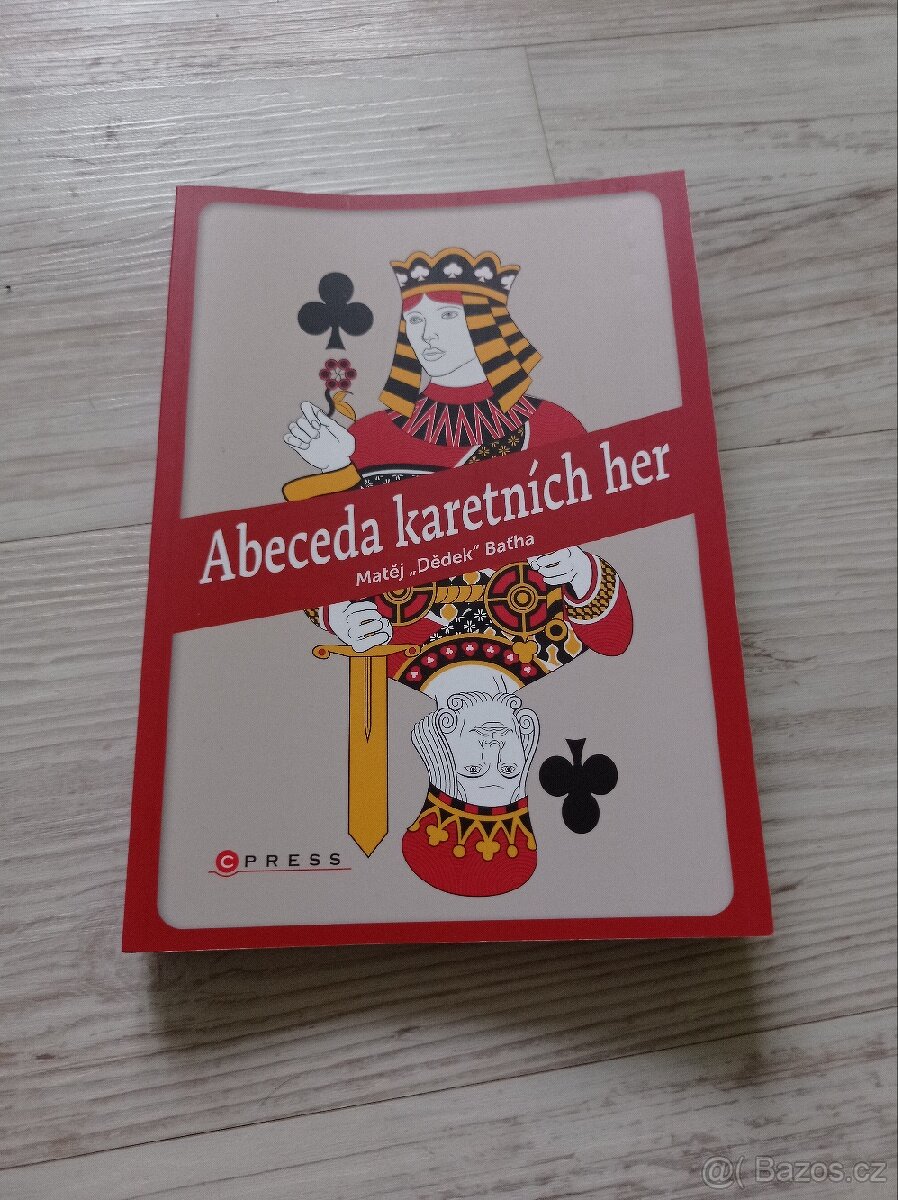 Abeceda karetních her
Matěj „Dědek“ Baťha
CPRESS
@( Bazos.cz